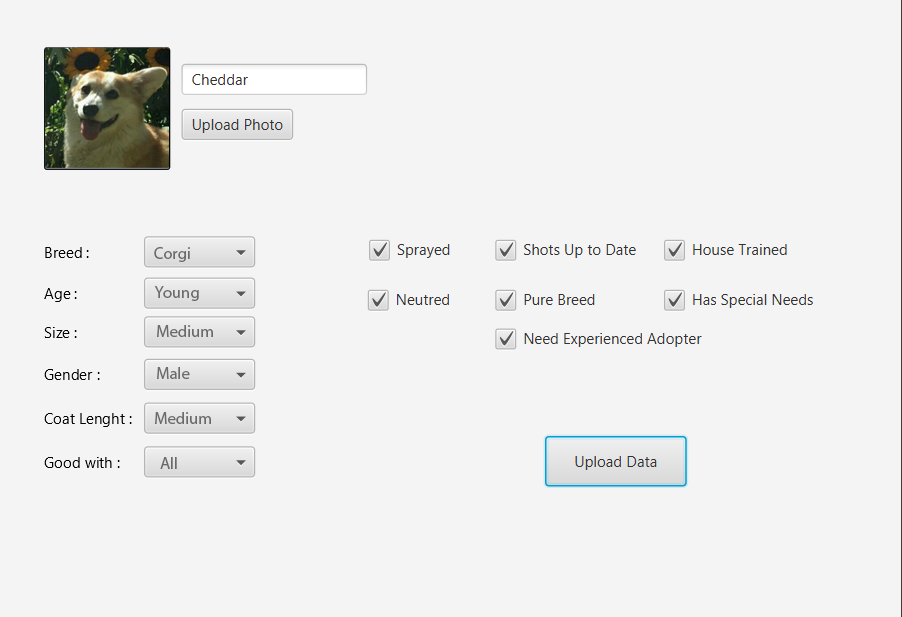 Cheddar
Upload Photo
Breed : Corgi
Sprayed Shots Up to Date House Trained
Age : Young
Neutred Pure Breed Has Special Needs
Size : Medium
Need Experienced Adopter
Gender : Male
Coat Lenght : Medium
Good with : All
Upload Data